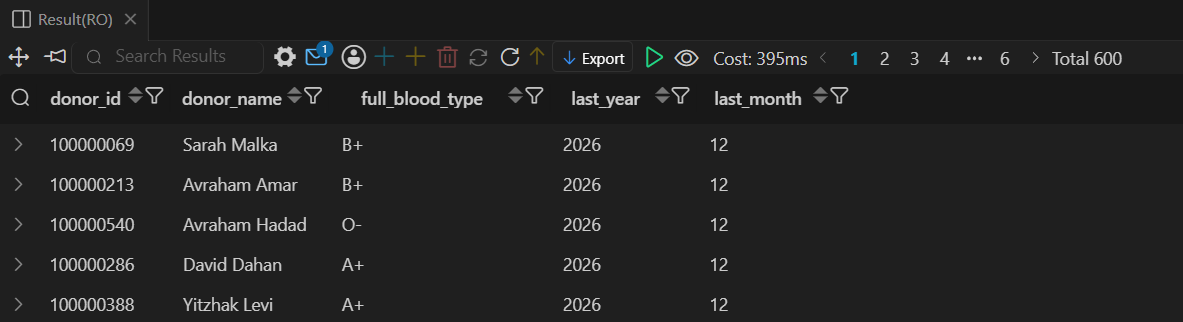 Result(RO)
Search Results 1 Export Cost: 395ms 1 2 3 4 ••• 6 Total 600
donor_id donor_name full_blood_type last_year last_month
100000069 Sarah Malka B+ 2026 12
100000213 Avraham Amar B+ 2026 12
100000540 Avraham Hadad O- 2026 12
100000286 David Dahan A+ 2026 12
100000388 Yitzhak Levi A+ 2026 12